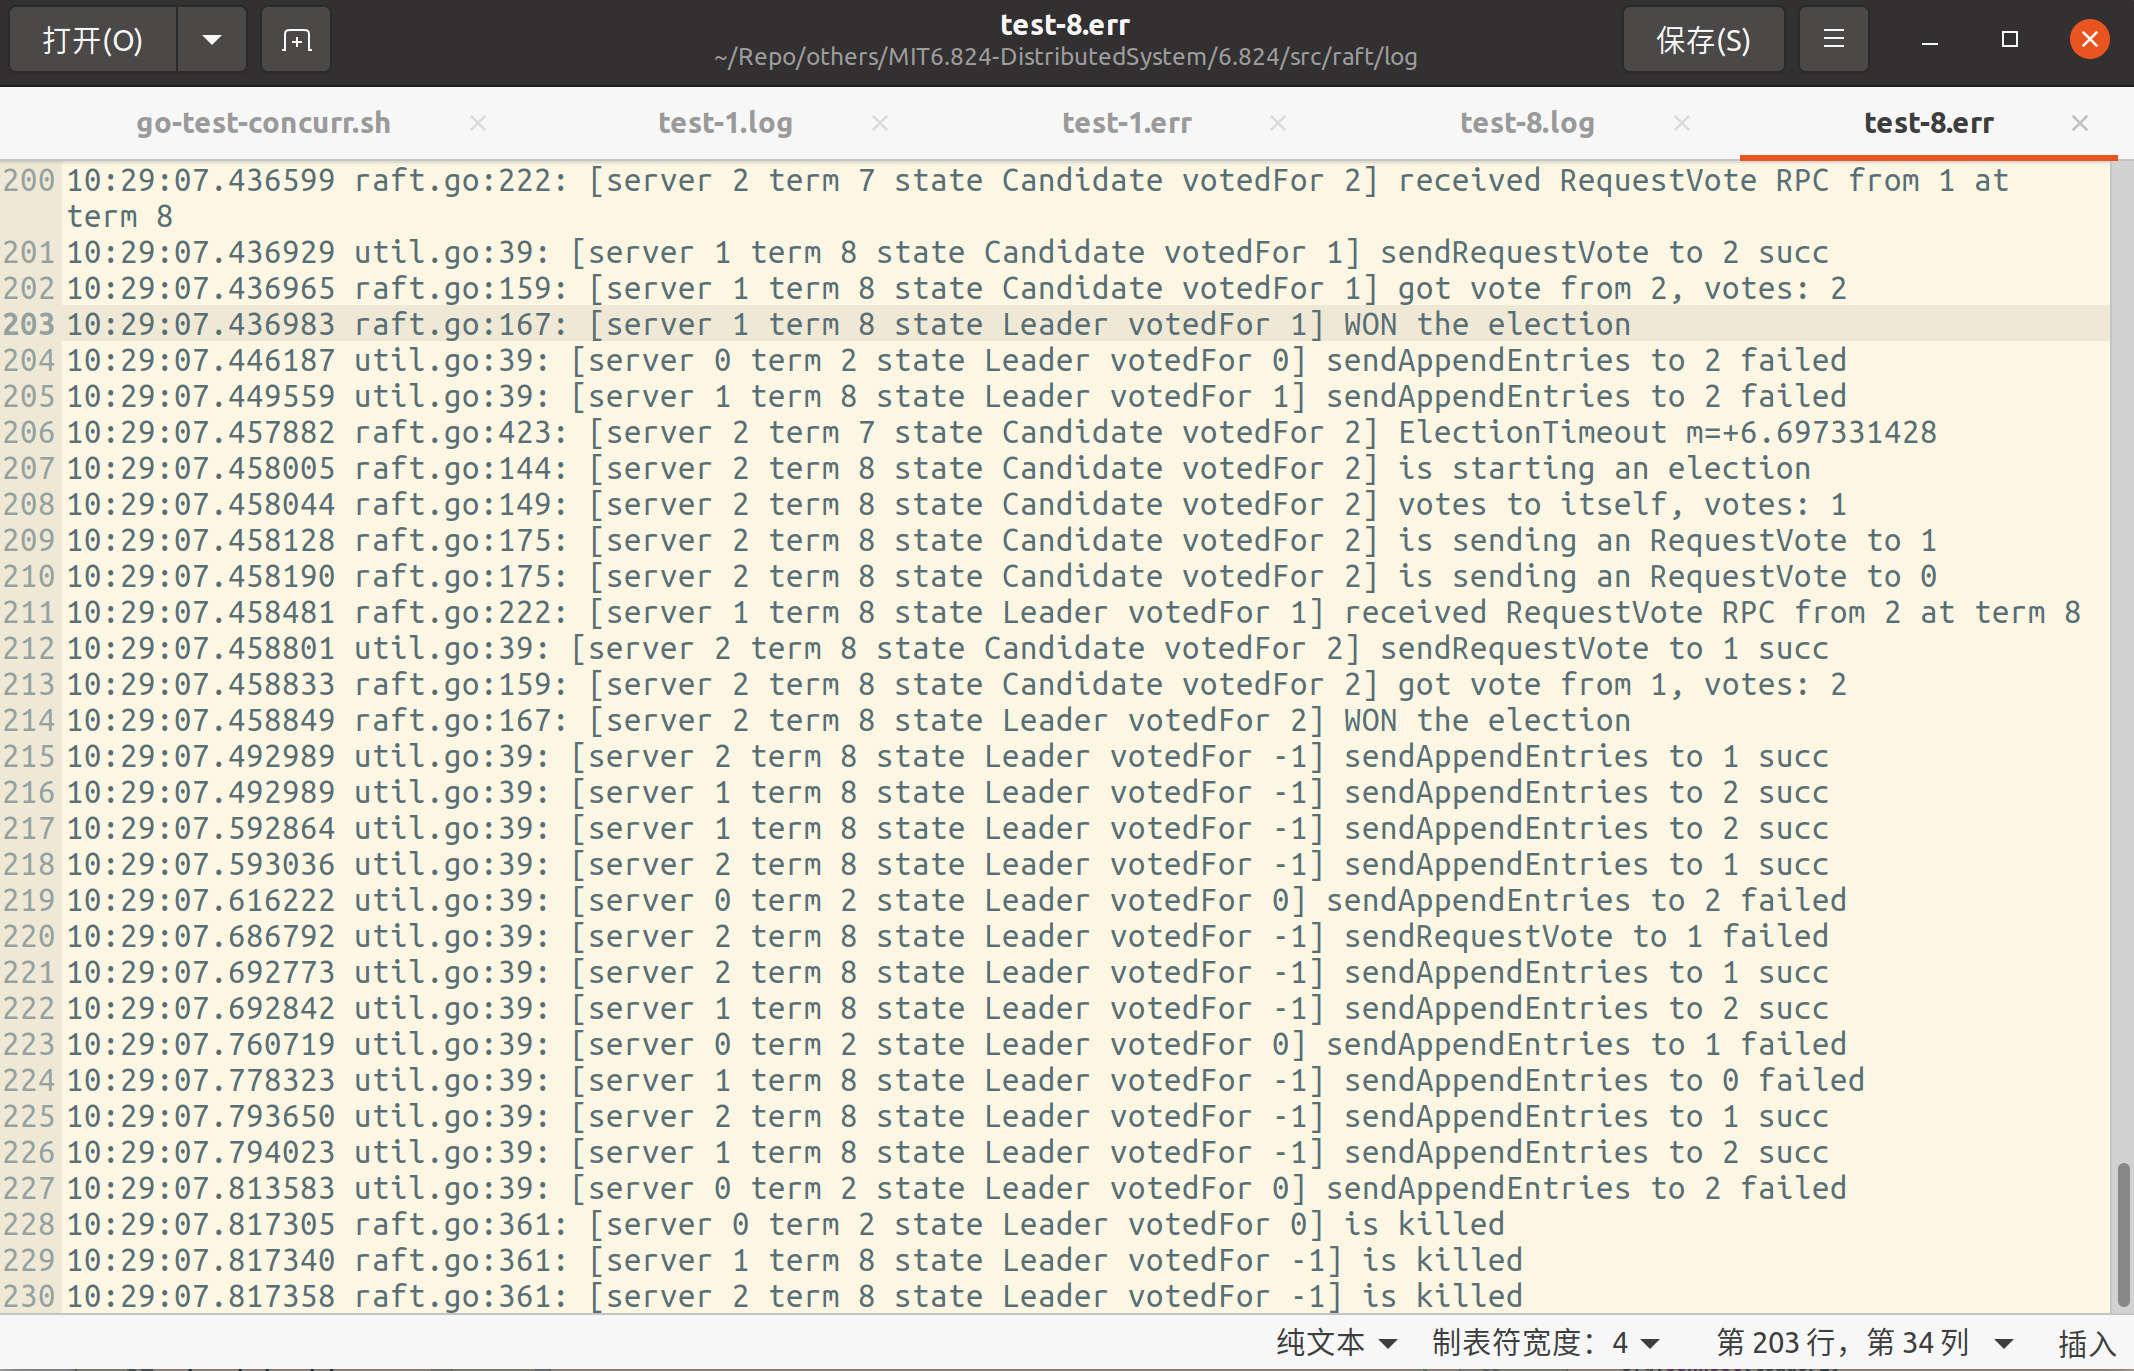 打开(O)
test-8.err
~/Repo/others/MIT6.824-DistributedSystem/6.824/src/raft/log
保存(S)
go-test-concurr.sh
test-1.log
test-1.err
test-8.log
test-8.err
200 10:29:07.436599 raft.go:222: [server 2 term 7 state Candidate votedFor 2] received RequestVote RPC from 1 at
term 8
201 10:29:07.436929 util.go:39: [server 1 term 8 state Candidate votedFor 1] sendRequestVote to 2 succ
202 10:29:07.436965 raft.go:159: [server 1 term 8 state Candidate votedFor 1] got vote from 2, votes: 2
203 10:29:07.436983 raft.go:167: [server 1 term 8 state Leader votedFor 1] WON the election
204 10:29:07.446187 util.go:39: [server 0 term 2 state Leader votedFor 0] sendAppendEntries to 2 failed
205 10:29:07.449559 util.go:39: [server 1 term 8 state Leader votedFor 1] sendAppendEntries to 2 failed
206 10:29:07.457882 raft.go:423: [server 2 term 7 state Candidate votedFor 2] ElectionTimeout m=+6.697331428
207 10:29:07.458005 raft.go:144: [server 2 term 8 state Candidate votedFor 2] is starting an election
208 10:29:07.458044 raft.go:149: [server 2 term 8 state Candidate votedFor 2] votes to itself, votes: 1
209 10:29:07.458128 raft.go:175: [server 2 term 8 state Candidate votedFor 2] is sending an RequestVote to 1
210 10:29:07.458190 raft.go:175: [server 2 term 8 state Candidate votedFor 2] is sending an RequestVote to 0
211 10:29:07.458481 raft.go:222: [server 1 term 8 state Leader votedFor 1] received RequestVote RPC from 2 at term 8
212 10:29:07.458801 util.go:39: [server 2 term 8 state Candidate votedFor 2] sendRequestVote to 1 succ
213 10:29:07.458833 raft.go:159: [server 2 term 8 state Candidate votedFor 2] got vote from 1, votes: 2
214 10:29:07.458849 raft.go:167: [server 2 term 8 state Leader votedFor 2] WON the election
215 10:29:07.492989 util.go:39: [server 2 term 8 state Leader votedFor -1] sendAppendEntries to 1 succ
216 10:29:07.492989 util.go:39: [server 1 term 8 state Leader votedFor -1] sendAppendEntries to 2 succ
217 10:29:07.592864 util.go:39: [server 1 term 8 state Leader votedFor -1] sendAppendEntries to 2 succ
218 10:29:07.593036 util.go:39: [server 2 term 8 state Leader votedFor -1] sendAppendEntries to 1 succ
219 10:29:07.616222 util.go:39: [server 0 term 2 state Leader votedFor 0] sendAppendEntries to 2 failed
220 10:29:07.686792 util.go:39: [server 2 term 8 state Leader votedFor -1] sendRequestVote to 1 failed
221 10:29:07.692773 util.go:39: [server 2 term 8 state Leader votedFor -1] sendAppendEntries to 1 succ
222 10:29:07.692842 util.go:39: [server 1 term 8 state Leader votedFor -1] sendAppendEntries to 2 succ
223 10:29:07.760719 util.go:39: [server 0 term 2 state Leader votedFor 0] sendAppendEntries to 1 failed
224 10:29:07.778323 util.go:39: [server 1 term 8 state Leader votedFor -1] sendAppendEntries to 0 failed
225 10:29:07.793650 util.go:39: [server 2 term 8 state Leader votedFor -1] sendAppendEntries to 1 succ
226 10:29:07.794023 util.go:39: [server 1 term 8 state Leader votedFor -1] sendAppendEntries to 2 succ
227 10:29:07.813583 util.go:39: [server 0 term 2 state Leader votedFor 0] sendAppendEntries to 2 failed
228 10:29:07.817305 raft.go:361: [server 0 term 2 state Leader votedFor 0] is killed
229 10:29:07.817340 raft.go:361: [server 1 term 8 state Leader votedFor -1] is killed
230 10:29:07.817358 raft.go:361: [server 2 term 8 state Leader votedFor -1] is killed
纯文本 制表符宽度：4 第 203 行，第 34 列 插入